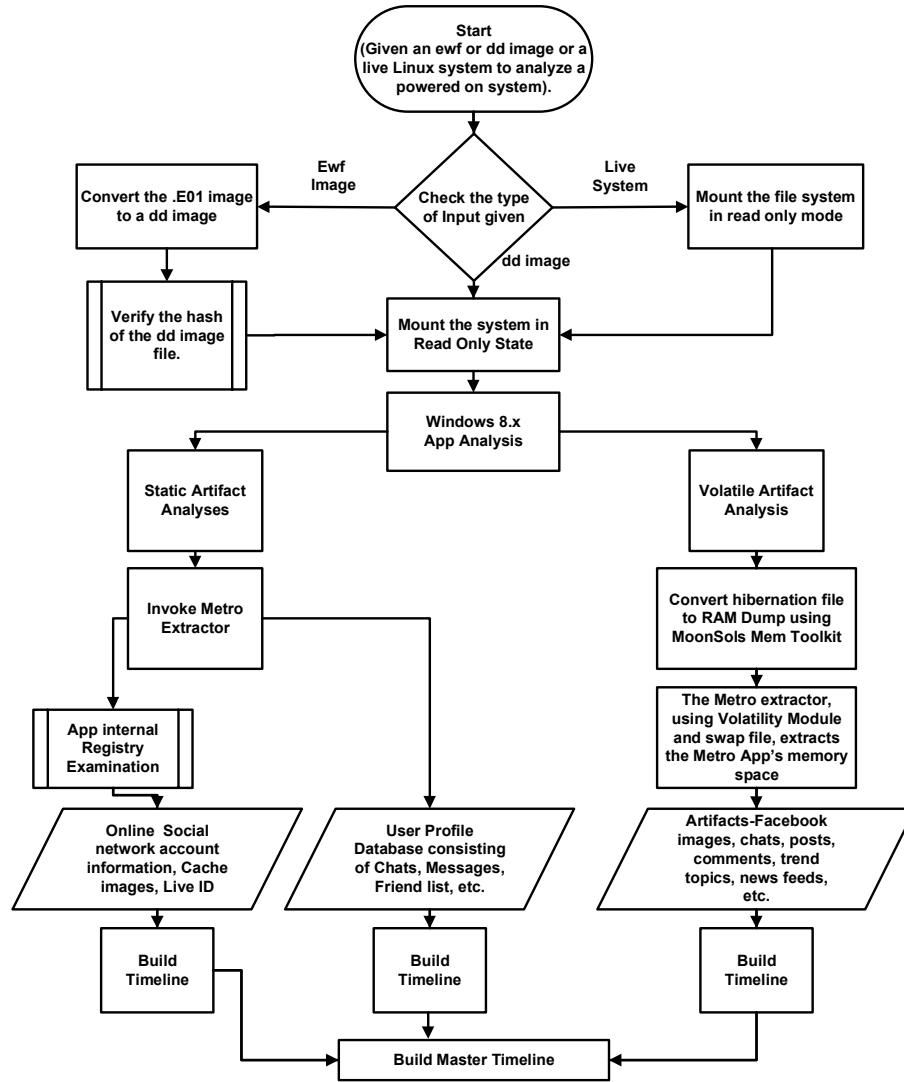 Start
(Given an ewf or dd image or a
live Linux system to analyze a
powered on system).
Ewf
Image
Live
System
Convert the .E01 image
to a dd image
Check the type
of Input given
Mount the file system
in read only mode
dd image
Verify the hash
of the dd image
file.
Mount the system in
Read Only State
Windows 8.x
App Analysis
Static Artifact
Analyses
Volatile Artifact
Analysis
Invoke Metro
Extractor
Convert hibernation file
to RAM Dump using
MoonSols Mem Toolkit
App internal
Registry
Examination
The Metro extractor,
using Volatility Module
and swap file, extracts
the Metro App's memory
space
Online Social
network account
information, Cache
images, Live ID
User Profile
Database consisting
of Chats, Messages,
Friend list, etc.
Artifacts-Facebook
images, chats, posts,
comments, trend
topics, news feeds,
etc.
Build
Timeline
Build
Timeline
Build
Timeline
Build Master Timeline